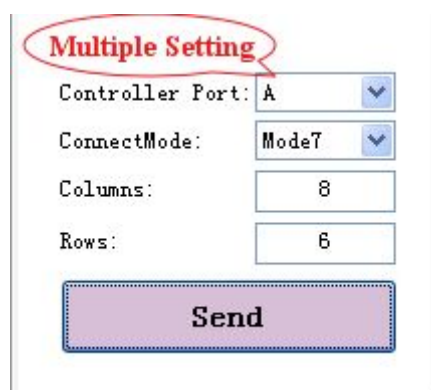 Multiple Setting
Controller Port: A
ConnectMode: Mode7
Columns: 8
Rows: 6
Send